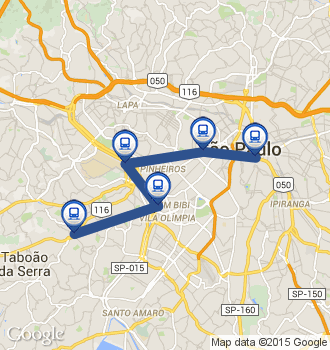 050
116
LAPA
ão Paulo
PINHEIROS
050
IM BIBI
VILA OLÍMPIA
116
IPIRANGA
Taboão
da Serra
SP-015
SP-150
SANTO AMARO
SP-160
Google
Map data ©2015 Google